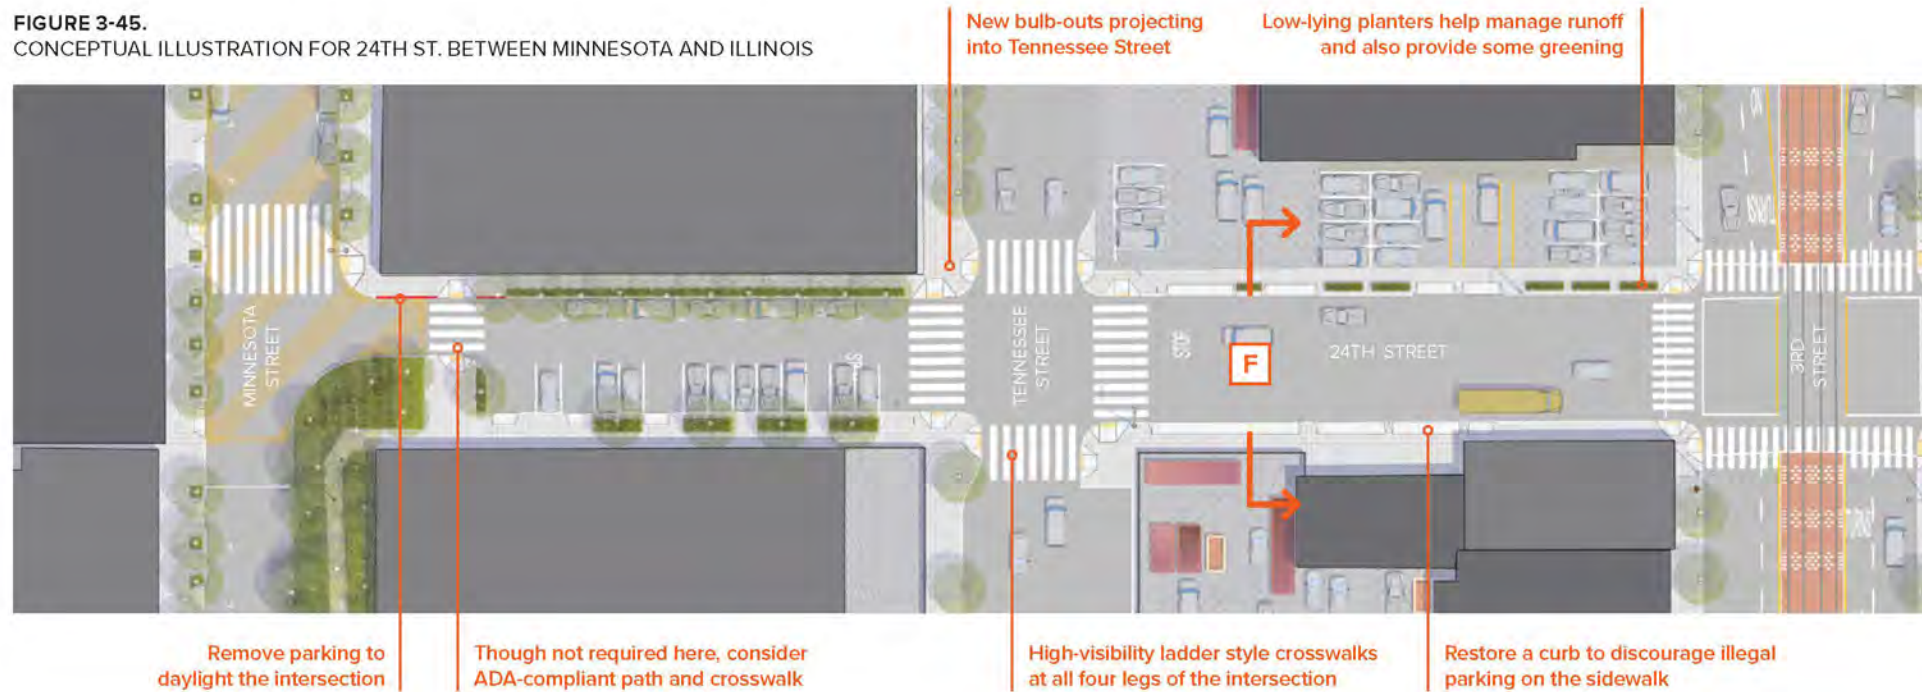 FIGURE 3-45.
CONCEPTUAL ILLUSTRATION FOR 24TH ST. BETWEEN MINNESOTA AND ILLINOIS
New bulb-outs projecting
into Tennessee Street
Low-lying planters help manage runoff
and also provide some greening
MINNESOTA
STREET
TENNESSEE
STREET
STOP
F
24TH STREET
3RD
STREET
Remove parking to
daylight the intersection
Though not required here, consider
ADA-compliant path and crosswalk
High-visibility ladder style crosswalks
at all four legs of the intersection
Restore a curb to discourage illegal
parking on the sidewalk